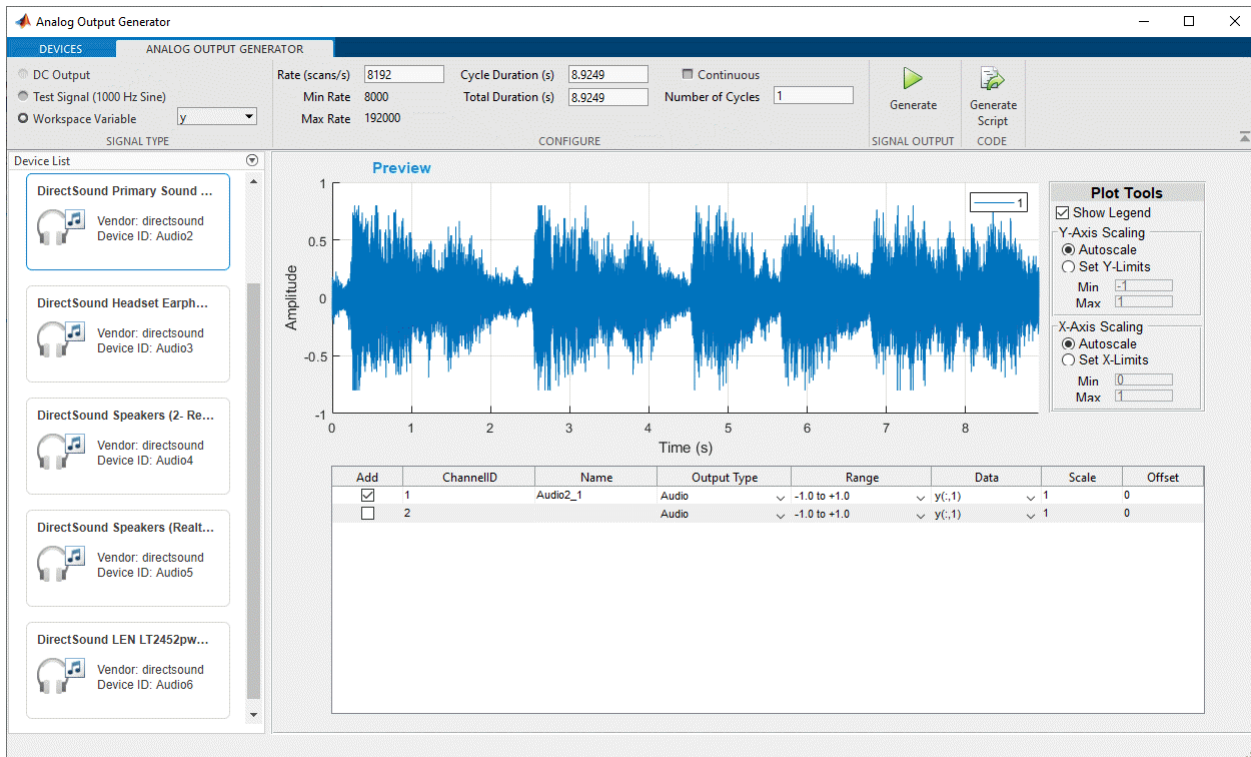 Analog Output Generator
DEVICES
ANALOG OUTPUT GENERATOR
DC Output
Test Signal (1000 Hz Sine)
Workspace Variable y
SIGNAL TYPE
Rate (scans/s) 8192
Min Rate 8000
Max Rate 192000
Cycle Duration (s) 8.9249
Total Duration (s) 8.9249
Continuous
Number of Cycles 1
CONFIGURE
Generate
SIGNAL OUTPUT
Generate
Script
CODE
Device List
DirectSound Primary Sound ...
Vendor: directsound
Device ID: Audio2
DirectSound Headset Earph...
Vendor: directsound
Device ID: Audio3
DirectSound Speakers (2- Re...
Vendor: directsound
Device ID: Audio4
DirectSound Speakers (Realt...
Vendor: directsound
Device ID: Audio5
DirectSound LEN LT2452pw...
Vendor: directsound
Device ID: Audio6
Preview
1
0.5
0
-0.5
-1
Amplitude
0 1 2 3 4 5 6 7 8
Time (s)
1
Plot Tools
Show Legend
Y-Axis Scaling
Autoscale
Set Y-Limits
Min -1
Max 1
X-Axis Scaling
Autoscale
Set X-Limits
Min 0
Max 1
Add ChannelID Name Output Type Range Data Scale Offset
1 Audio2_1 Audio -1.0 to +1.0 y(:,1) 1 0
2 Audio -1.0 to +1.0 y(:,1) 1 0